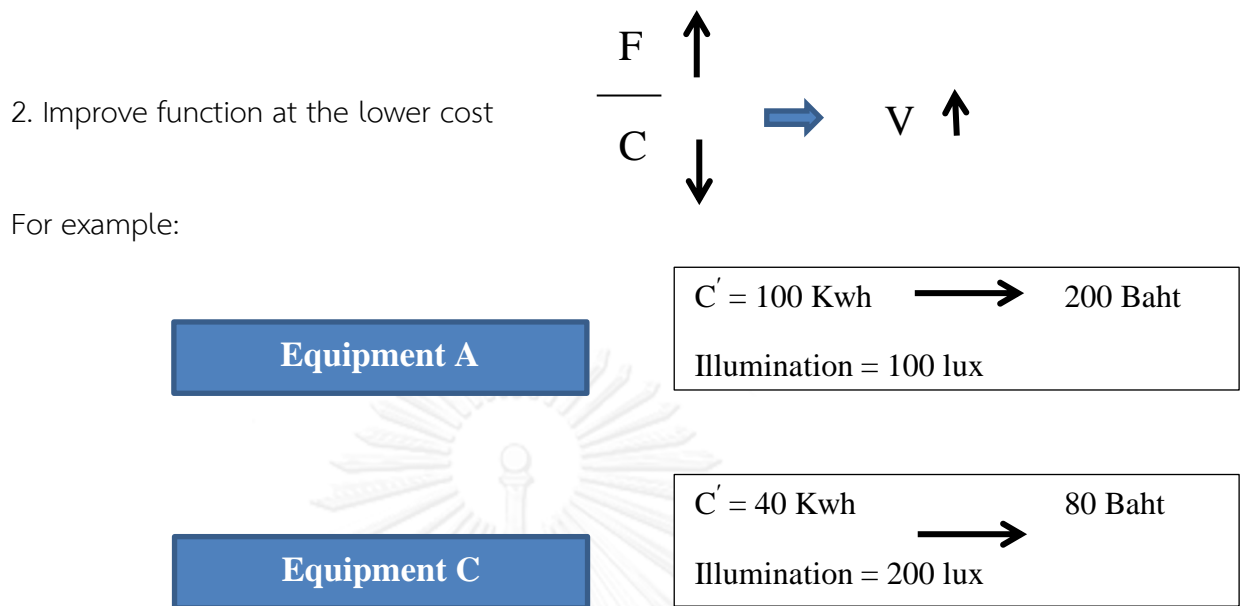 F
2. Improve function at the lower cost
V
C
For example:
C′ = 100 Kwh 200 Baht
Equipment A
Illumination = 100 lux
C′ = 40 Kwh 80 Baht
Equipment C
Illumination = 200 lux